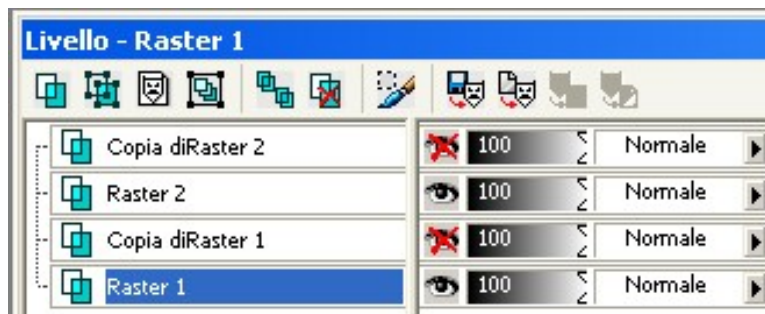 Livello - Raster 1
Copia diRaster 2 100 Normale
Raster 2 100 Normale
Copia diRaster 1 100 Normale
Raster 1 100 Normale